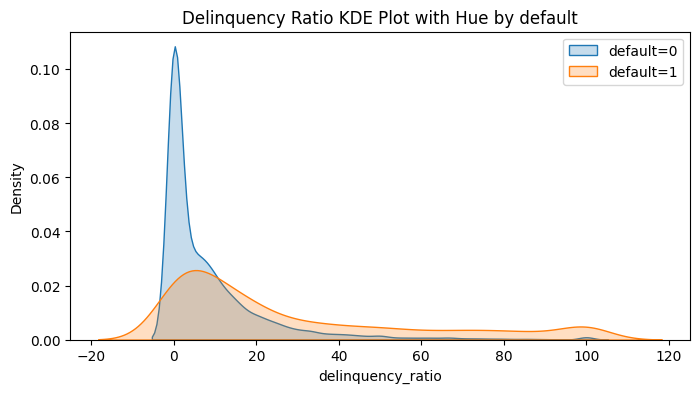 Delinquency Ratio KDE Plot with Hue by default
default=0
default=1
0.10
0.08
0.06
0.04
0.02
0.00
Density
−20
0
20
40
60
80
100
120
delinquency_ratio